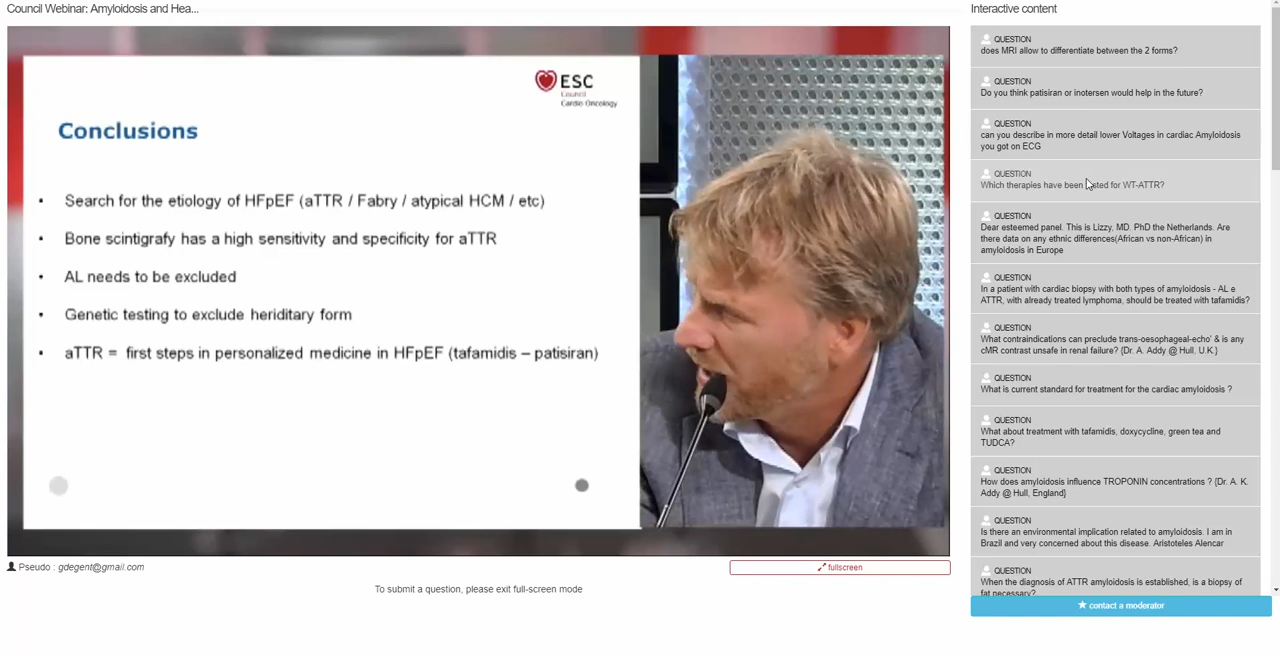 Council Webinar: Amyloidosis and Hea...
ESC
Council
Cardio Oncology
Conclusions
• Search for the etiology of HFpEF (aTTR / Fabry / atypical HCM / etc)
• Bone scintigrafy has a high sensitivity and specificity for aTTR
• AL needs to be excluded
• Genetic testing to exclude heriditary form
• aTTR = first steps in personalized medicine in HFpEF (tafamidis – patisiran)
Pseudo : gdegent@gmail.com
fullscreen
To submit a question, please exit full-screen mode
Interactive content
QUESTION
does MRI allow to differentiate between the 2 forms?
QUESTION
Do you think patisiran or inotersen would help in the future?
QUESTION
can you describe in more detail lower Voltages in cardiac Amyloidosis
you got on ECG
QUESTION
Which therapies have been for WT-ATTR?
QUESTION
Dear esteemed panel. This is Lizzy, MD. PhD the Netherlands. Are
there data on any ethnic differences(African vs non-African) in
amyloidosis in Europe
QUESTION
In a patient with cardiac biopsy with both types of amyloidosis - AL e
ATTR, with already treated lymphoma, should be treated with tafamidis?
QUESTION
What contraindications can preclude trans-oesophageal-echo' & is any
cMR contrast unsafe in renal failure? {Dr. A. Addy @ Hull, U.K.}
QUESTION
What is current standard for treatment for the cardiac amyloidosis ?
QUESTION
What about treatment with tafamidis, doxycycline, green tea and
TUDCA?
QUESTION
How does amyloidosis influence TROPONIN concentrations ? {Dr. A. K.
Addy @ Hull, England}
QUESTION
Is there an environmental implication related to amyloidosis. I am in
Brazil and very concerned about this disease. Aristoteles Alencar
QUESTION
When the diagnosis of ATTR amyloidosis is established, is a biopsy of
fat necessary?
contact a moderator